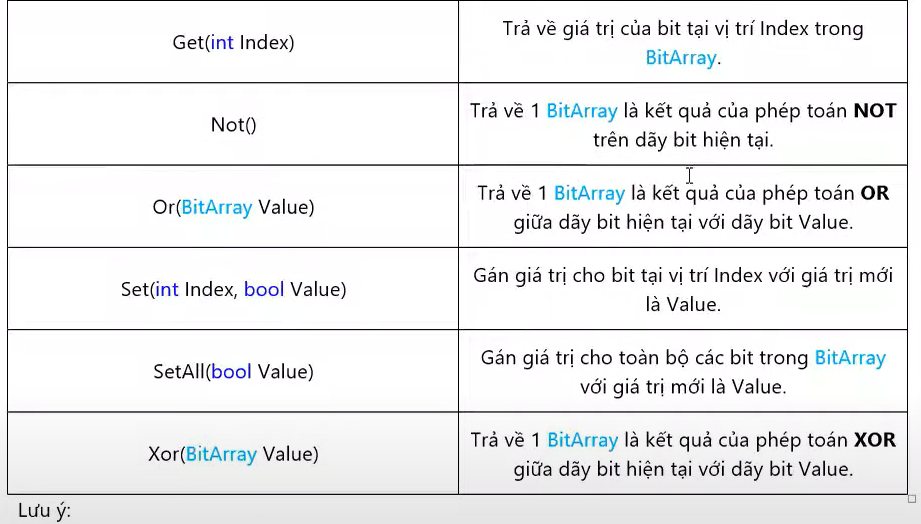 Get(int Index)
Trả về giá trị của bit tại vị trí Index trong
BitArray.
Not()
Trả về 1 BitArray là kết quả của phép toán NOT
trên dãy bit hiện tại.
Or(BitArray Value)
Trả về 1 BitArray là kết quả của phép toán OR
giữa dãy bit hiện tại với dãy bit Value.
Set(int Index, bool Value)
Gán giá trị cho bit tại vị trí Index với giá trị mới
là Value.
SetAll(bool Value)
Gán giá trị cho toàn bộ các bit trong BitArray
với giá trị mới là Value.
Xor(BitArray Value)
Trả về 1 BitArray là kết quả của phép toán XOR
giữa dãy bit hiện tại với dãy bit Value.
Lưu ý: